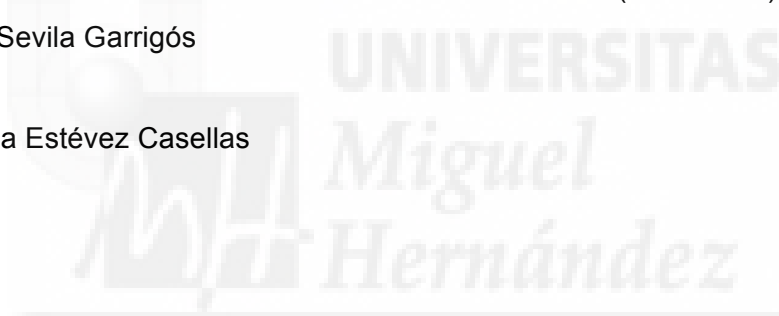 Sevila Garrigós
UNIVERSITAS
a Estévez Casellas
Miguel
Hernández